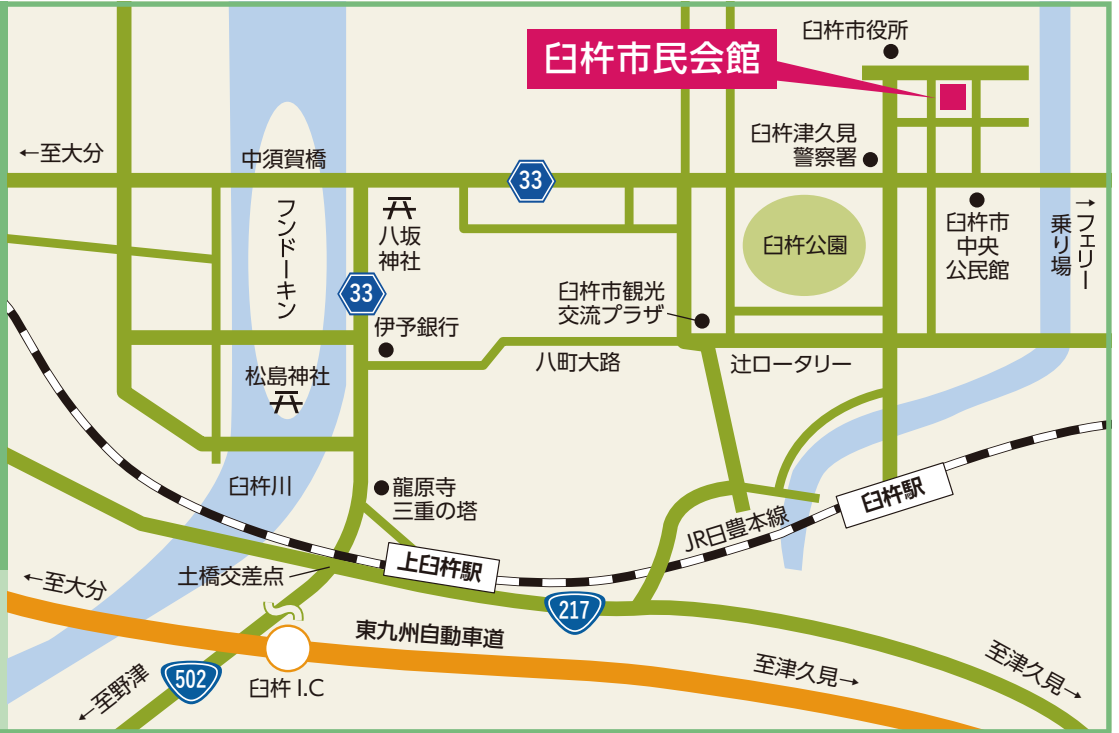 臼杵市役所
臼杵市民会館
臼杵津久見
警察署
←至大分
中須賀橋
33
フンドーキン
八坂
神社
臼杵公園
臼杵市
中央
公民館
→フェリー
乗り場
33
臼杵市観光
交流プラザ
伊予銀行
八町大路
辻ロータリー
松島神社
臼杵川
龍原寺
三重の塔
臼杵駅
JR日豊本線
上臼杵駅
土橋交差点
←至大分
217
東九州自動車道
502
臼杵 I.C
←至野津
至津久見→
至津久見→